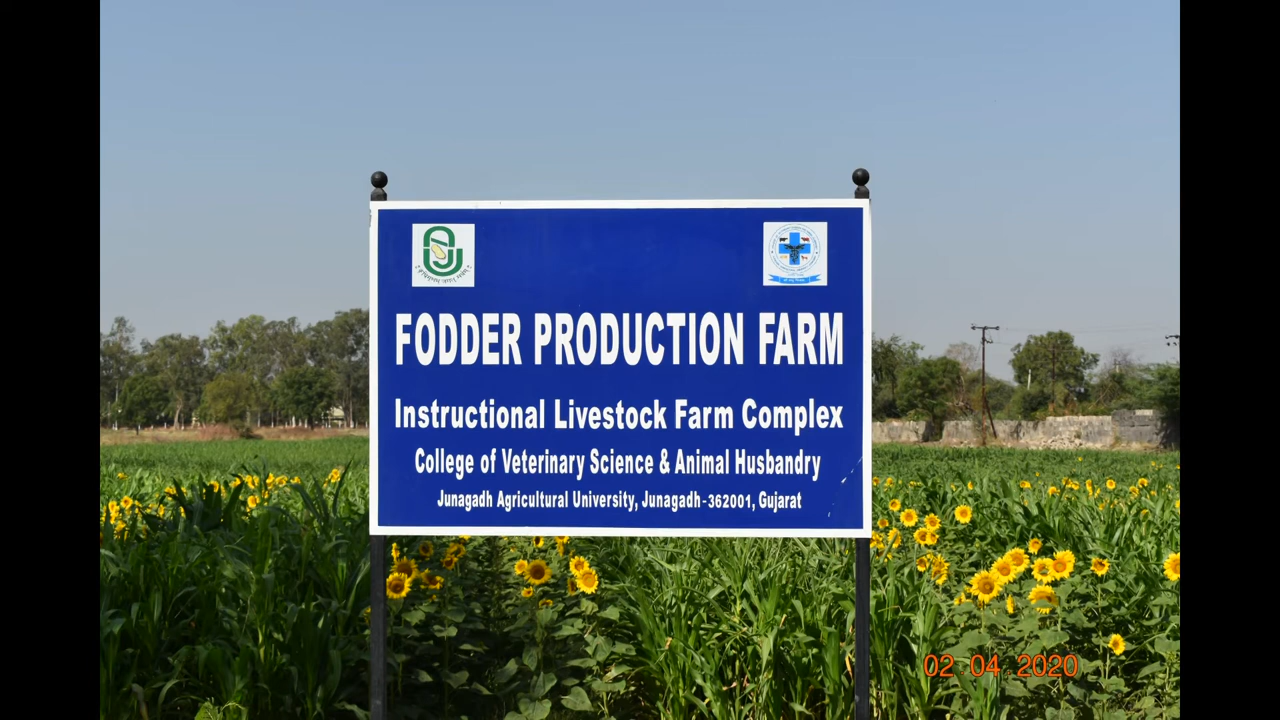 FODDER PRODUCTION FARM
Instructional Livestock Farm Complex
College of Veterinary Science & Animal Husbandry
Junagadh Agricultural University, Junagadh-362001, Gujarat
02.04.2020